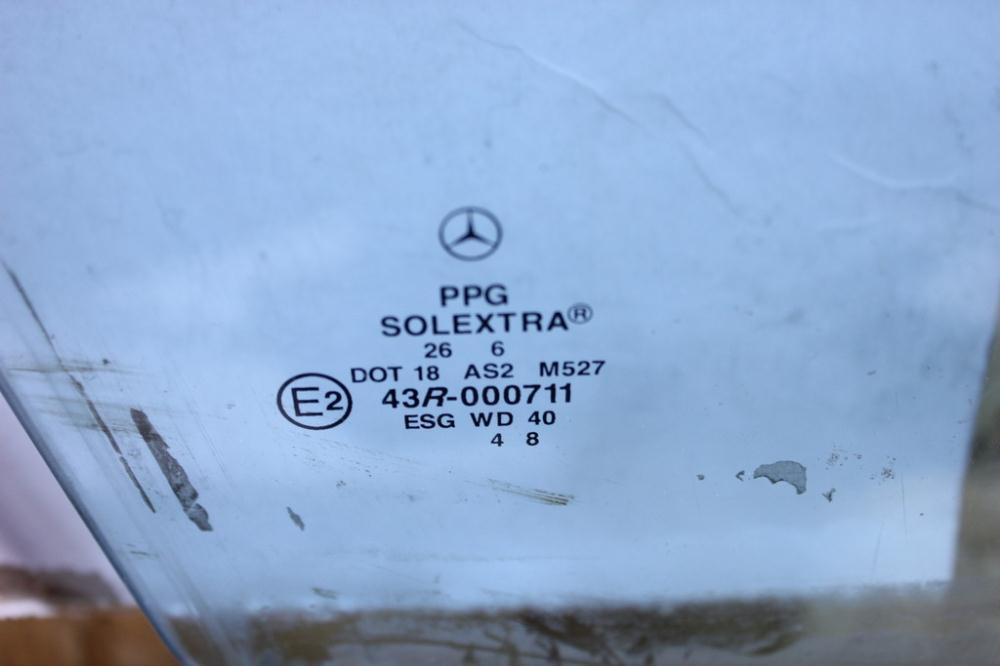 PPG
SOLEXTRA®
26 6
DOT 18 AS2 M527
E2 43R-000711
ESG WD 40
4 8